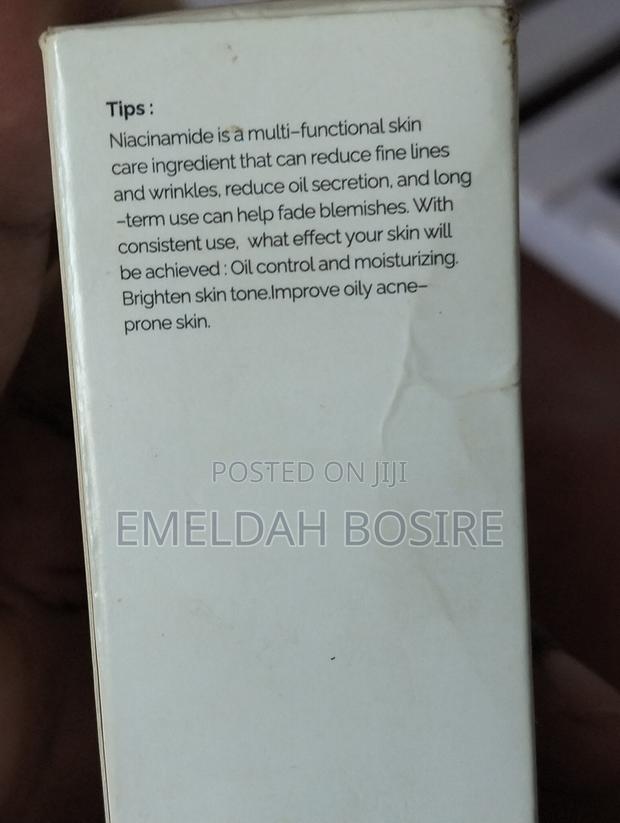 Tips :
Niacinamide is a multi-functional skin
care ingredient that can reduce fine lines
and wrinkles, reduce oil secretion, and long
-term use can help fade blemishes. With
consistent use, what effect your skin will
be achieved : Oil control and moisturizing.
Brighten skin tone.Improve oily acne-
prone skin.
POSTED ON JIJI
EMELDAH BOSIRE